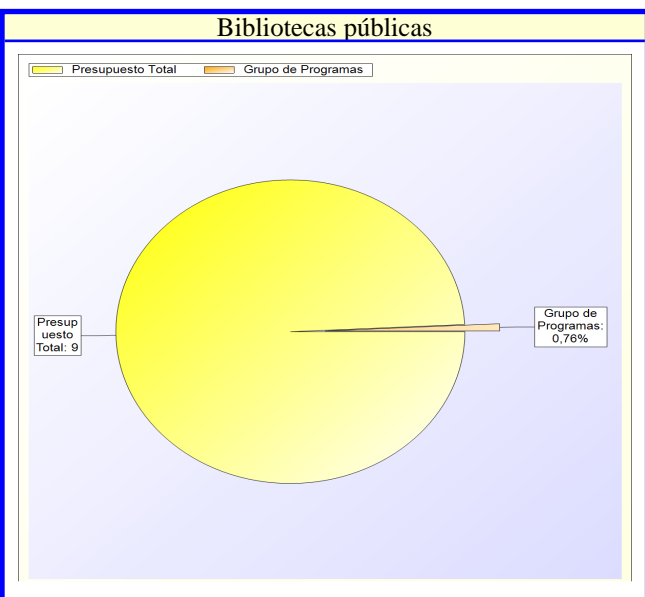 Bibliotecas públicas
Presupuesto Total
Grupo de Programas
Presup
uesto
Total: 9
Grupo de
Programas:
0,76%